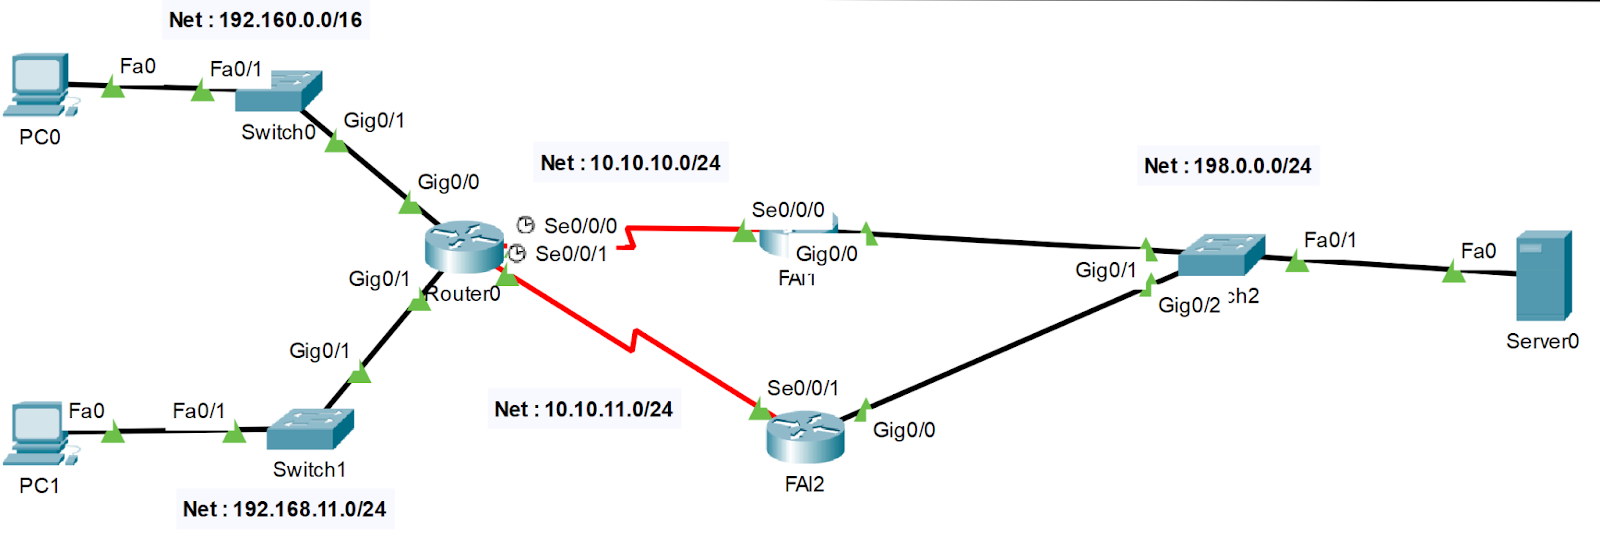 Net : 192.160.0.0/16
Fa0
Fa0/1
PC0
Switch0
Gig0/1
Gig0/0
Net : 10.10.10.0/24
Net : 198.0.0.0/24
Se0/0/0
Se0/0/1
Se0/0/0
Gig0/0
FAI1
Gig0/1
Gig0/2
ch2
Fa0/1
Fa0
Server0
Gig0/1
Router0
Gig0/1
Fa0
Fa0/1
PC1
Switch1
Net : 192.168.11.0/24
Net : 10.10.11.0/24
Se0/0/1
Gig0/0
FAI2